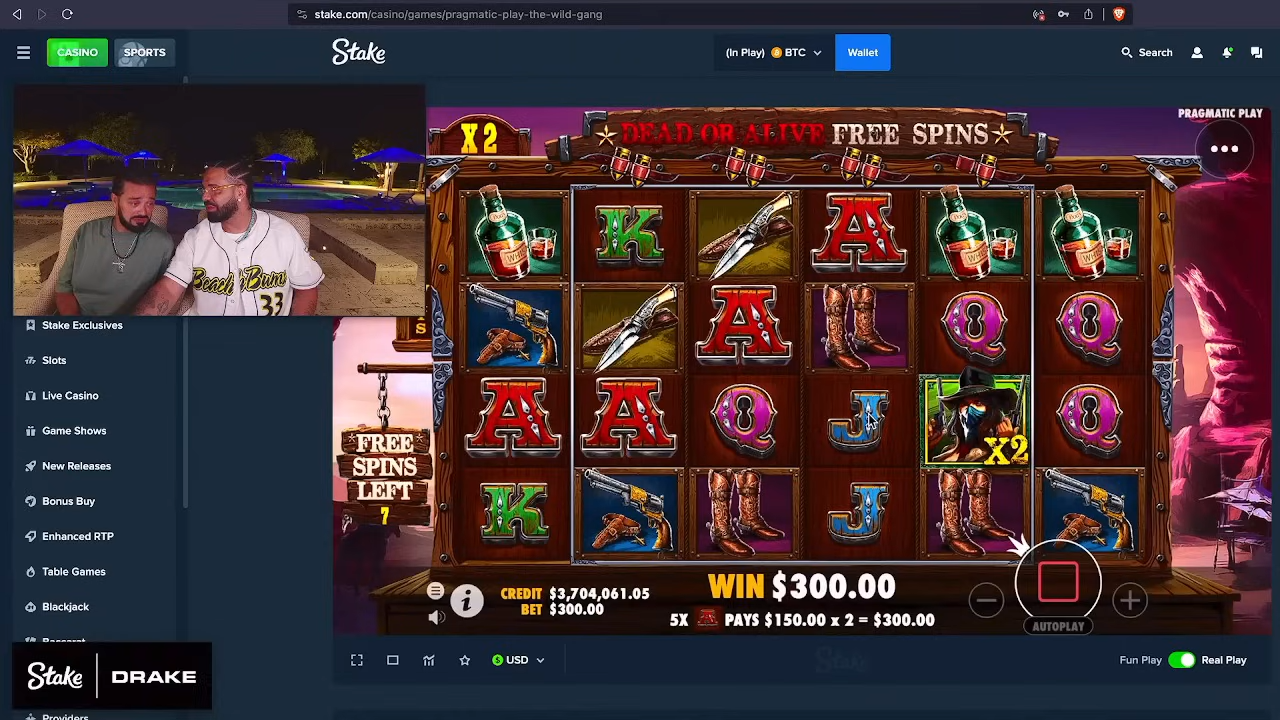 stake.com/casino/games/pragmatic-play-the-wild-gang
CASINO
SPORTS
Stake
(In Play) BTC
Wallet
Search
PRAGMATIC PLAY
X2
DEAD OR ALIVE FREE SPINS
Beach Bum
33
K
A
A
Q
Q
A
A
Q
J
X2
Q
K
J
FREE
SPINS
LEFT
7
Stake Exclusives
Slots
Live Casino
Game Shows
New Releases
Bonus Buy
Enhanced RTP
Table Games
Blackjack
Baccarat
Providers
Stake | DRAKE
CREDIT $3,704,061.05
BET $300.00
WIN $300.00
5X A PAYS $150.00 x 2 = $300.00
AUTOPLAY
$ USD
Stake
Fun Play
Real Play